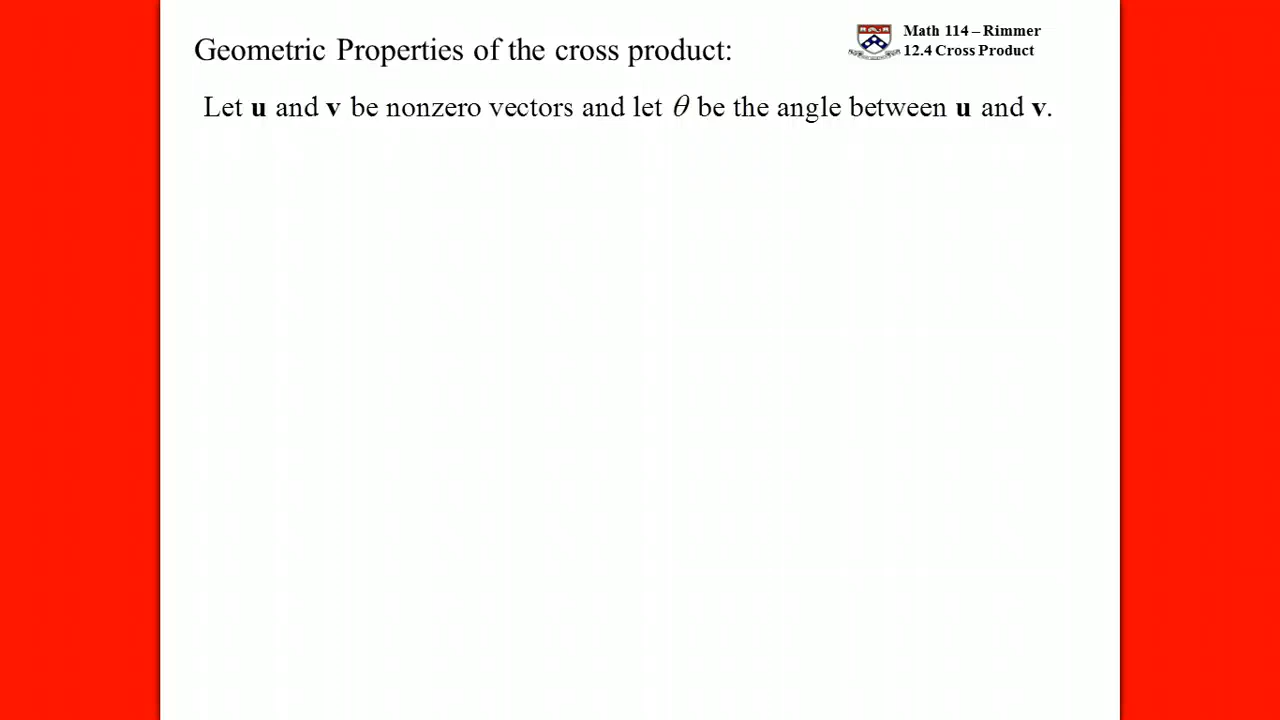 Geometric Properties of the cross product:
Math 114 – Rimmer
12.4 Cross Product
Let u and v be nonzero vectors and let θ be the angle between u and v.